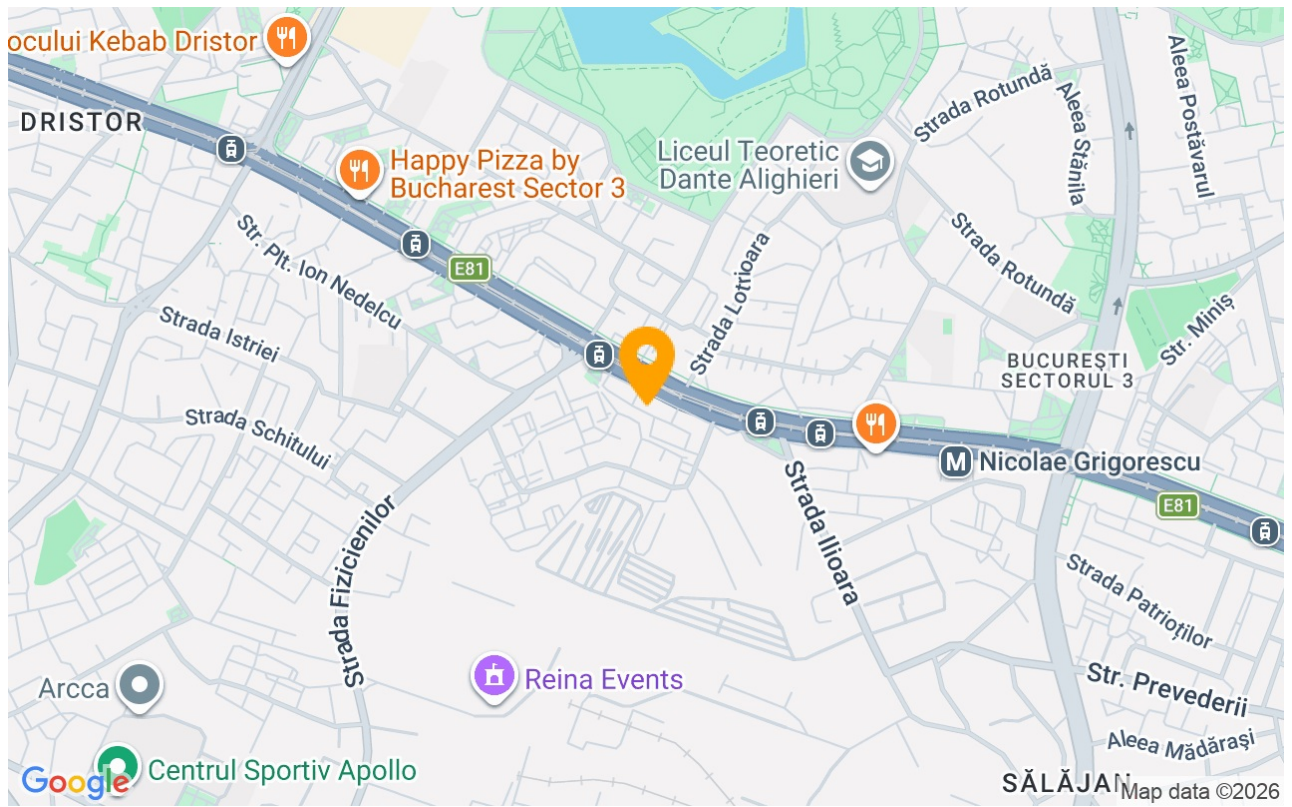 ocului Kebab Dristor
DRISTOR
Happy Pizza by
Bucharest Sector 3
Liceul Teoretic
Dante Alighieri
Strada Rotundă
Aleea Stănila
Aleea Postăvarul
Str. Plt. Ion Nedelcu
E81
Strada Lotrioara
Strada Rotundă
Str. Miniș
Strada Istriei
BUCUREȘTI
SECTORUL 3
Strada Schitului
M
Nicolae Grigorescu
E81
Strada Ilioara
Strada Fizicienilor
Strada Patrioților
Arcca
Reina Events
Str. Prevederii
Aleea Mădărași
Centrul Sportiv Apollo
SĂLĂJAN
Google
Map data ©2026